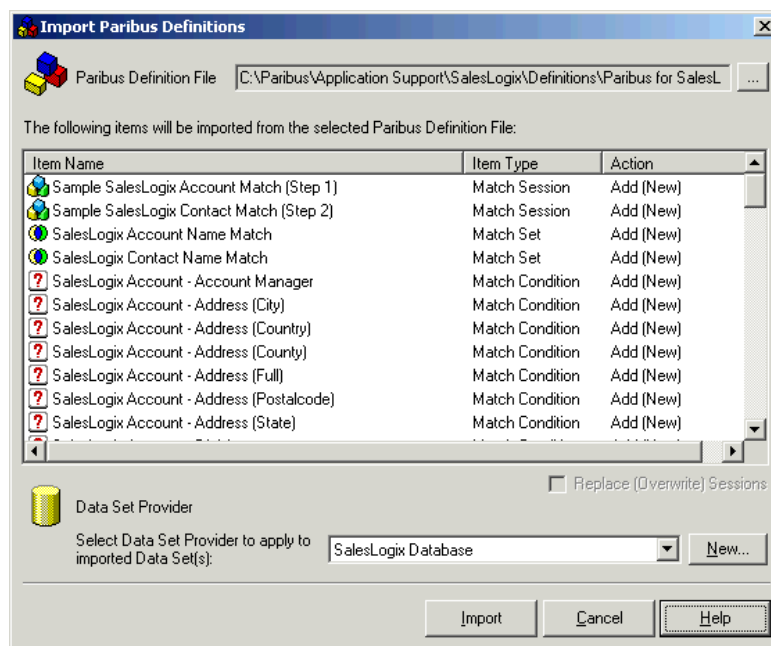 Import Paribus Definitions
Paribus Definition File C:\Paribus\Application Support\SalesLogix\Definitions\Paribus for SalesL ...
The following items will be imported from the selected Paribus Definition File:
Item Name Item Type Action
Sample SalesLogix Account Match (Step 1) Match Session Add (New)
Sample SalesLogix Contact Match (Step 2) Match Session Add (New)
SalesLogix Account Name Match Match Set Add (New)
SalesLogix Contact Name Match Match Set Add (New)
? SalesLogix Account - Account Manager Match Condition Add (New)
? SalesLogix Account - Address (City) Match Condition Add (New)
? SalesLogix Account - Address (Country) Match Condition Add (New)
? SalesLogix Account - Address (County) Match Condition Add (New)
? SalesLogix Account - Address (Full) Match Condition Add (New)
? SalesLogix Account - Address (Postalcode) Match Condition Add (New)
? SalesLogix Account - Address (State) Match Condition Add (New)
Replace (Overwrite) Sessions
Data Set Provider
Select Data Set Provider to apply to
imported Data Set(s): SalesLogix Database New...
Import Cancel Help